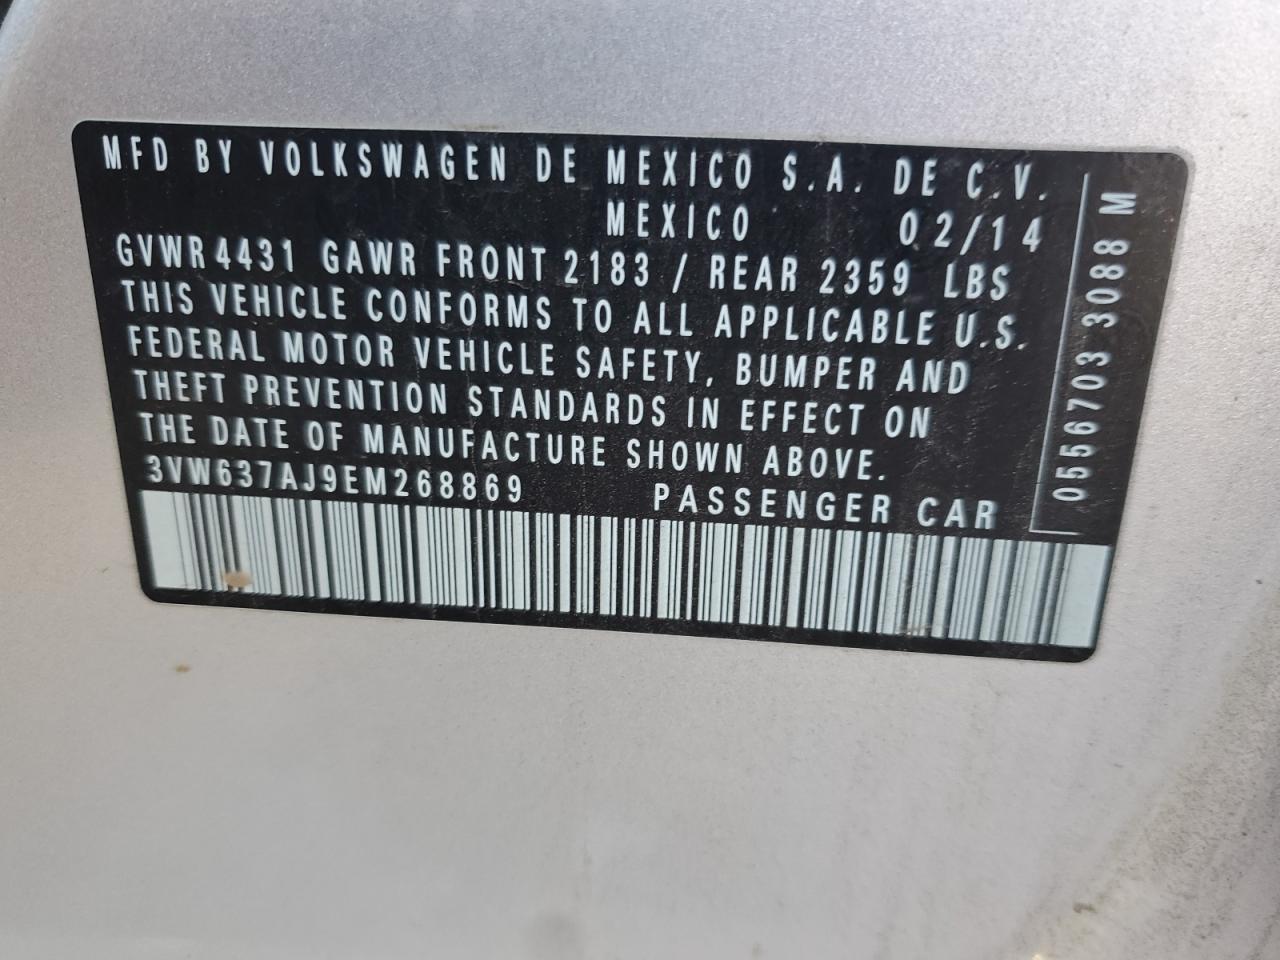 MFD BY VOLKSWAGEN DE MEXICO S.A. DE C.V.
MEXICO 02/14
GVWR 4431 GAWR FRONT 2183 / REAR 2359 LBS
THIS VEHICLE CONFORMS TO ALL APPLICABLE U.S.
FEDERAL MOTOR VEHICLE SAFETY, BUMPER AND
THEFT PREVENTION STANDARDS IN EFFECT ON
THE DATE OF MANUFACTURE SHOWN ABOVE.
3VW637AJ9EM268869 PASSENGER CAR
0556703 3088 M